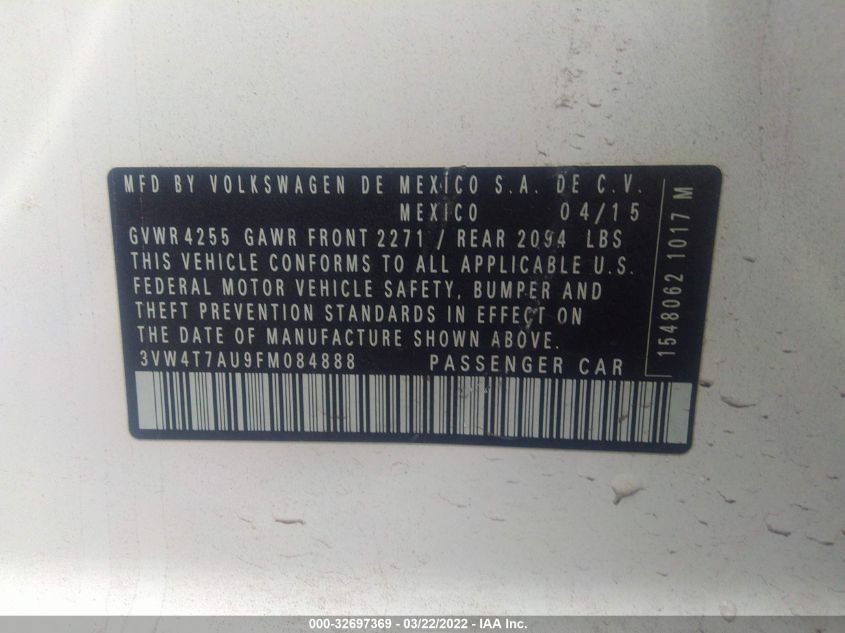 MFD BY VOLKSWAGEN DE MEXICO S.A. DE C.V.
MEXICO 04/15
GVWR 4255 GAWR FRONT 2271 / REAR 2094 LBS
THIS VEHICLE CONFORMS TO ALL APPLICABLE U.S.
FEDERAL MOTOR VEHICLE SAFETY, BUMPER AND
THEFT PREVENTION STANDARDS IN EFFECT ON
THE DATE OF MANUFACTURE SHOWN ABOVE.
3VW4T7AU9FM084888 PASSENGER CAR
1548062 1017 M
000-32697369 / 03/22/2022 - IAA Inc.